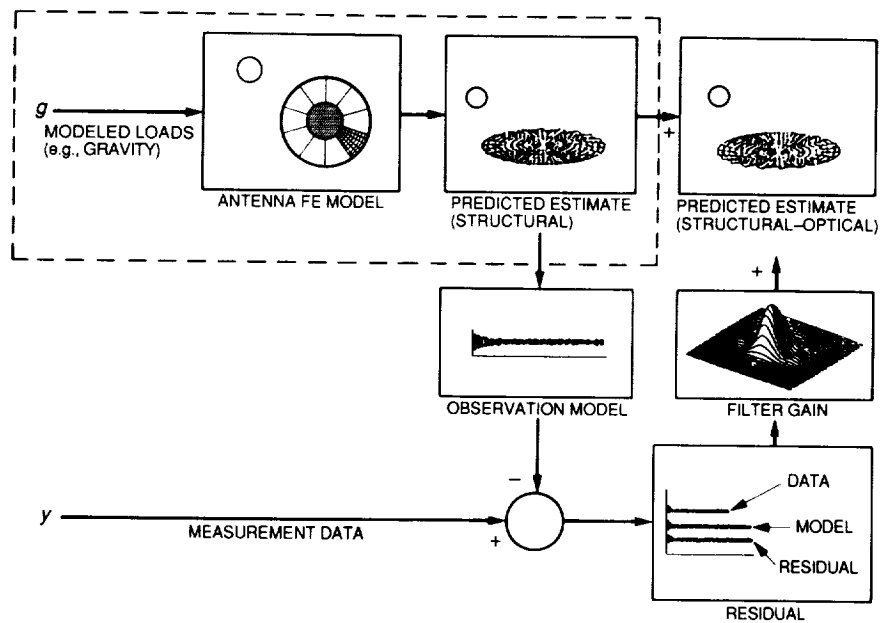 g
MODELED LOADS
(e.g., GRAVITY)
ANTENNA FE MODEL
PREDICTED ESTIMATE
(STRUCTURAL)
+
PREDICTED ESTIMATE
(STRUCTURAL–OPTICAL)
+
OBSERVATION MODEL
FILTER GAIN
–
y
MEASUREMENT DATA
+
DATA
MODEL
RESIDUAL
RESIDUAL